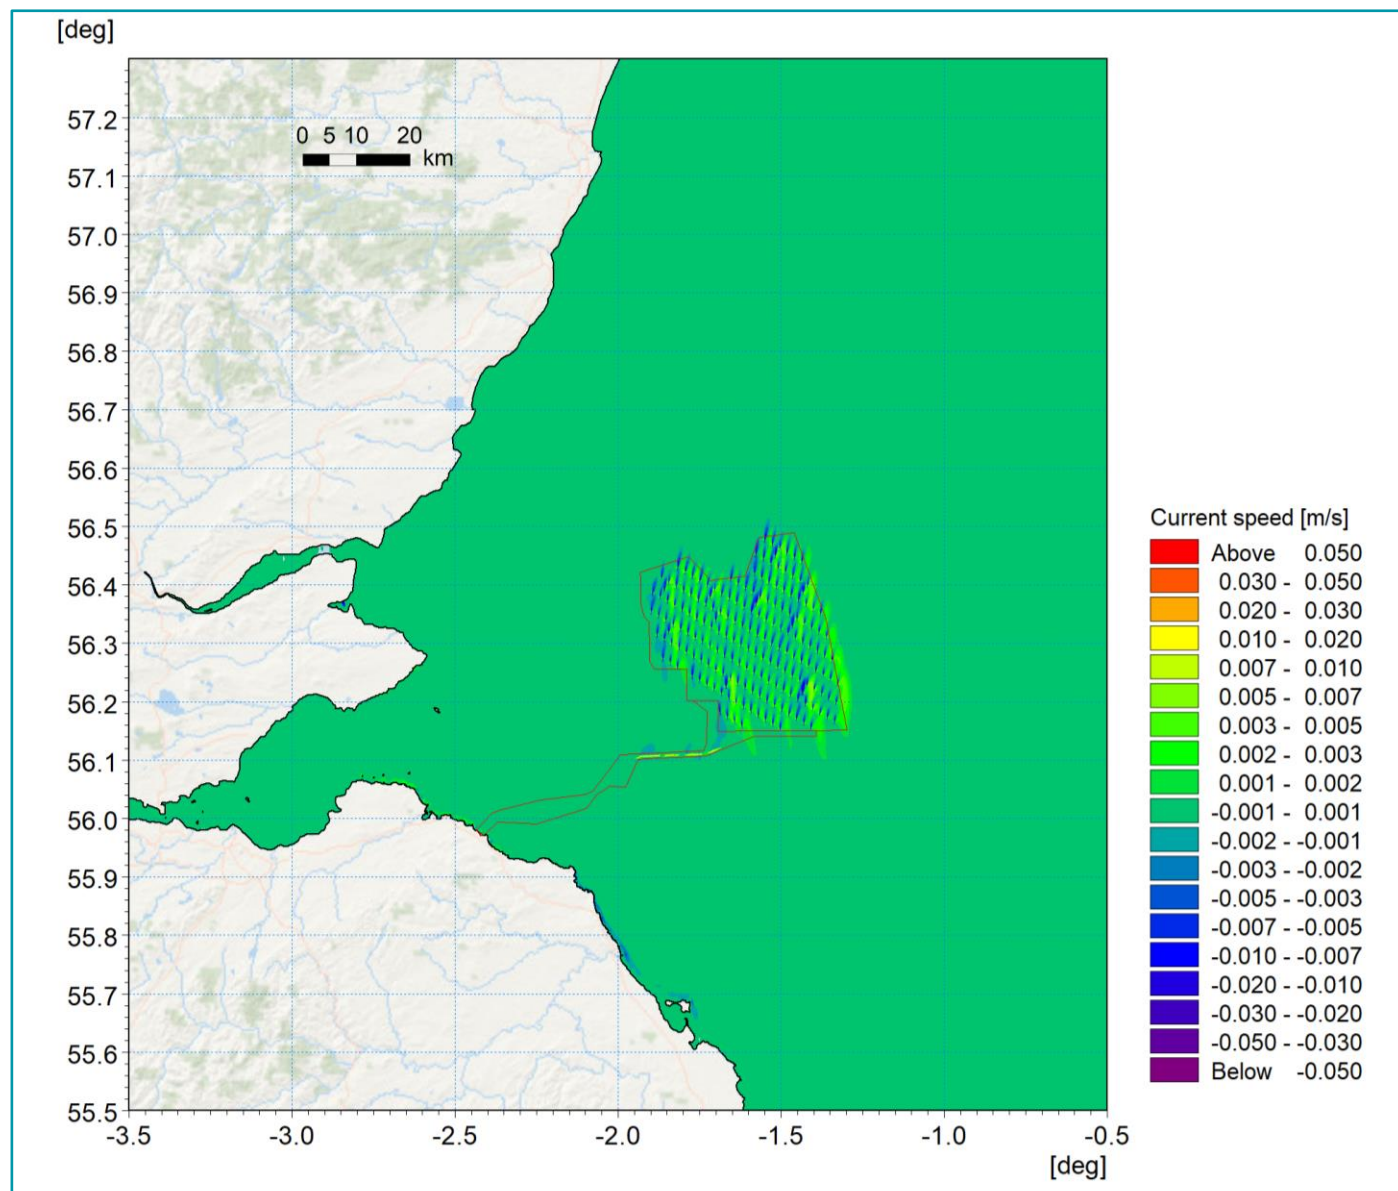 [deg]
57.2
57.1
57.0
56.9
56.8
56.7
56.6
56.5
56.4
56.3
56.2
56.1
56.0
55.9
55.8
55.7
55.6
55.5
0 5 10 20
km
-3.5 -3.0 -2.5 -2.0 -1.5 -1.0 -0.5
[deg]
Current speed [m/s]
Above 0.050
0.030 - 0.050
0.020 - 0.030
0.010 - 0.020
0.007 - 0.010
0.005 - 0.007
0.003 - 0.005
0.002 - 0.003
0.001 - 0.002
-0.001 - 0.001
-0.002 - -0.001
-0.003 - -0.002
-0.005 - -0.003
-0.007 - -0.005
-0.010 - -0.007
-0.020 - -0.010
-0.030 - -0.020
-0.050 - -0.030
Below -0.050